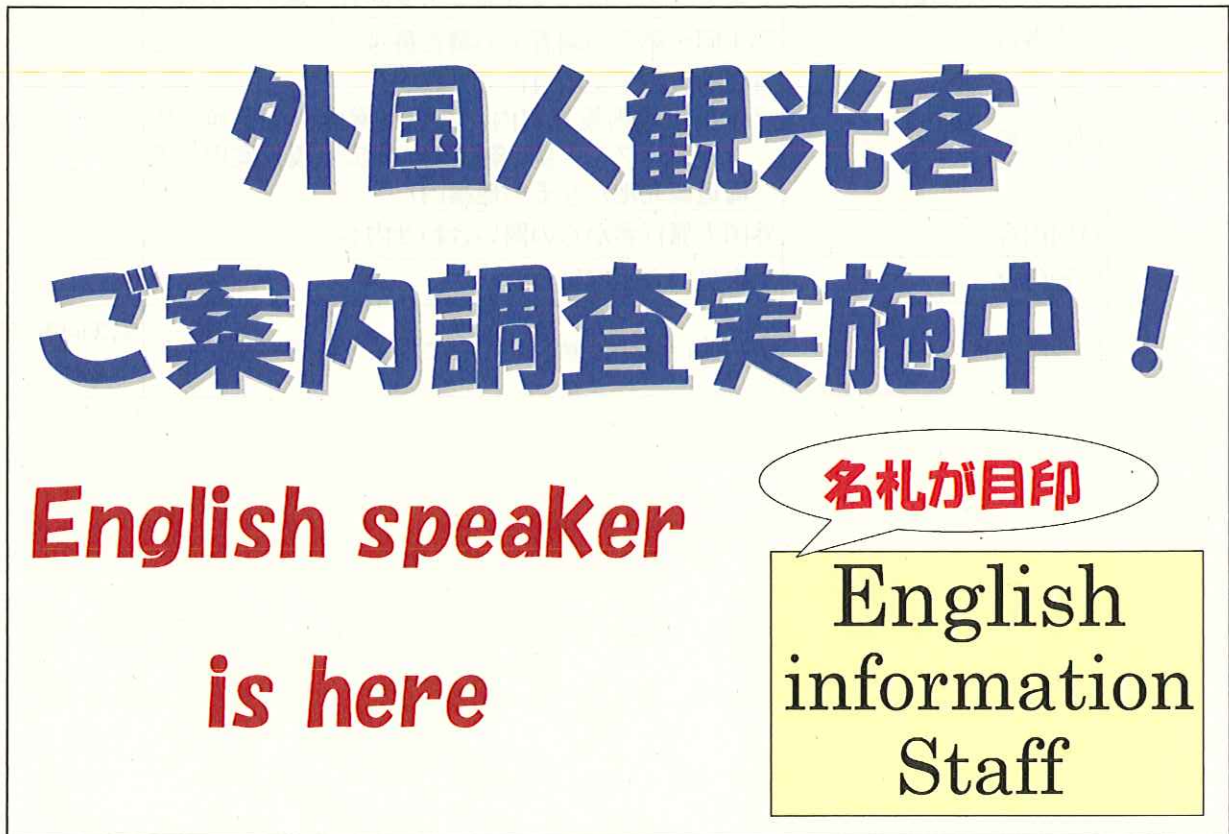 外国人観光客
ご案内調査実施中！
English speaker
is here
名札が目印
English
information
Staff